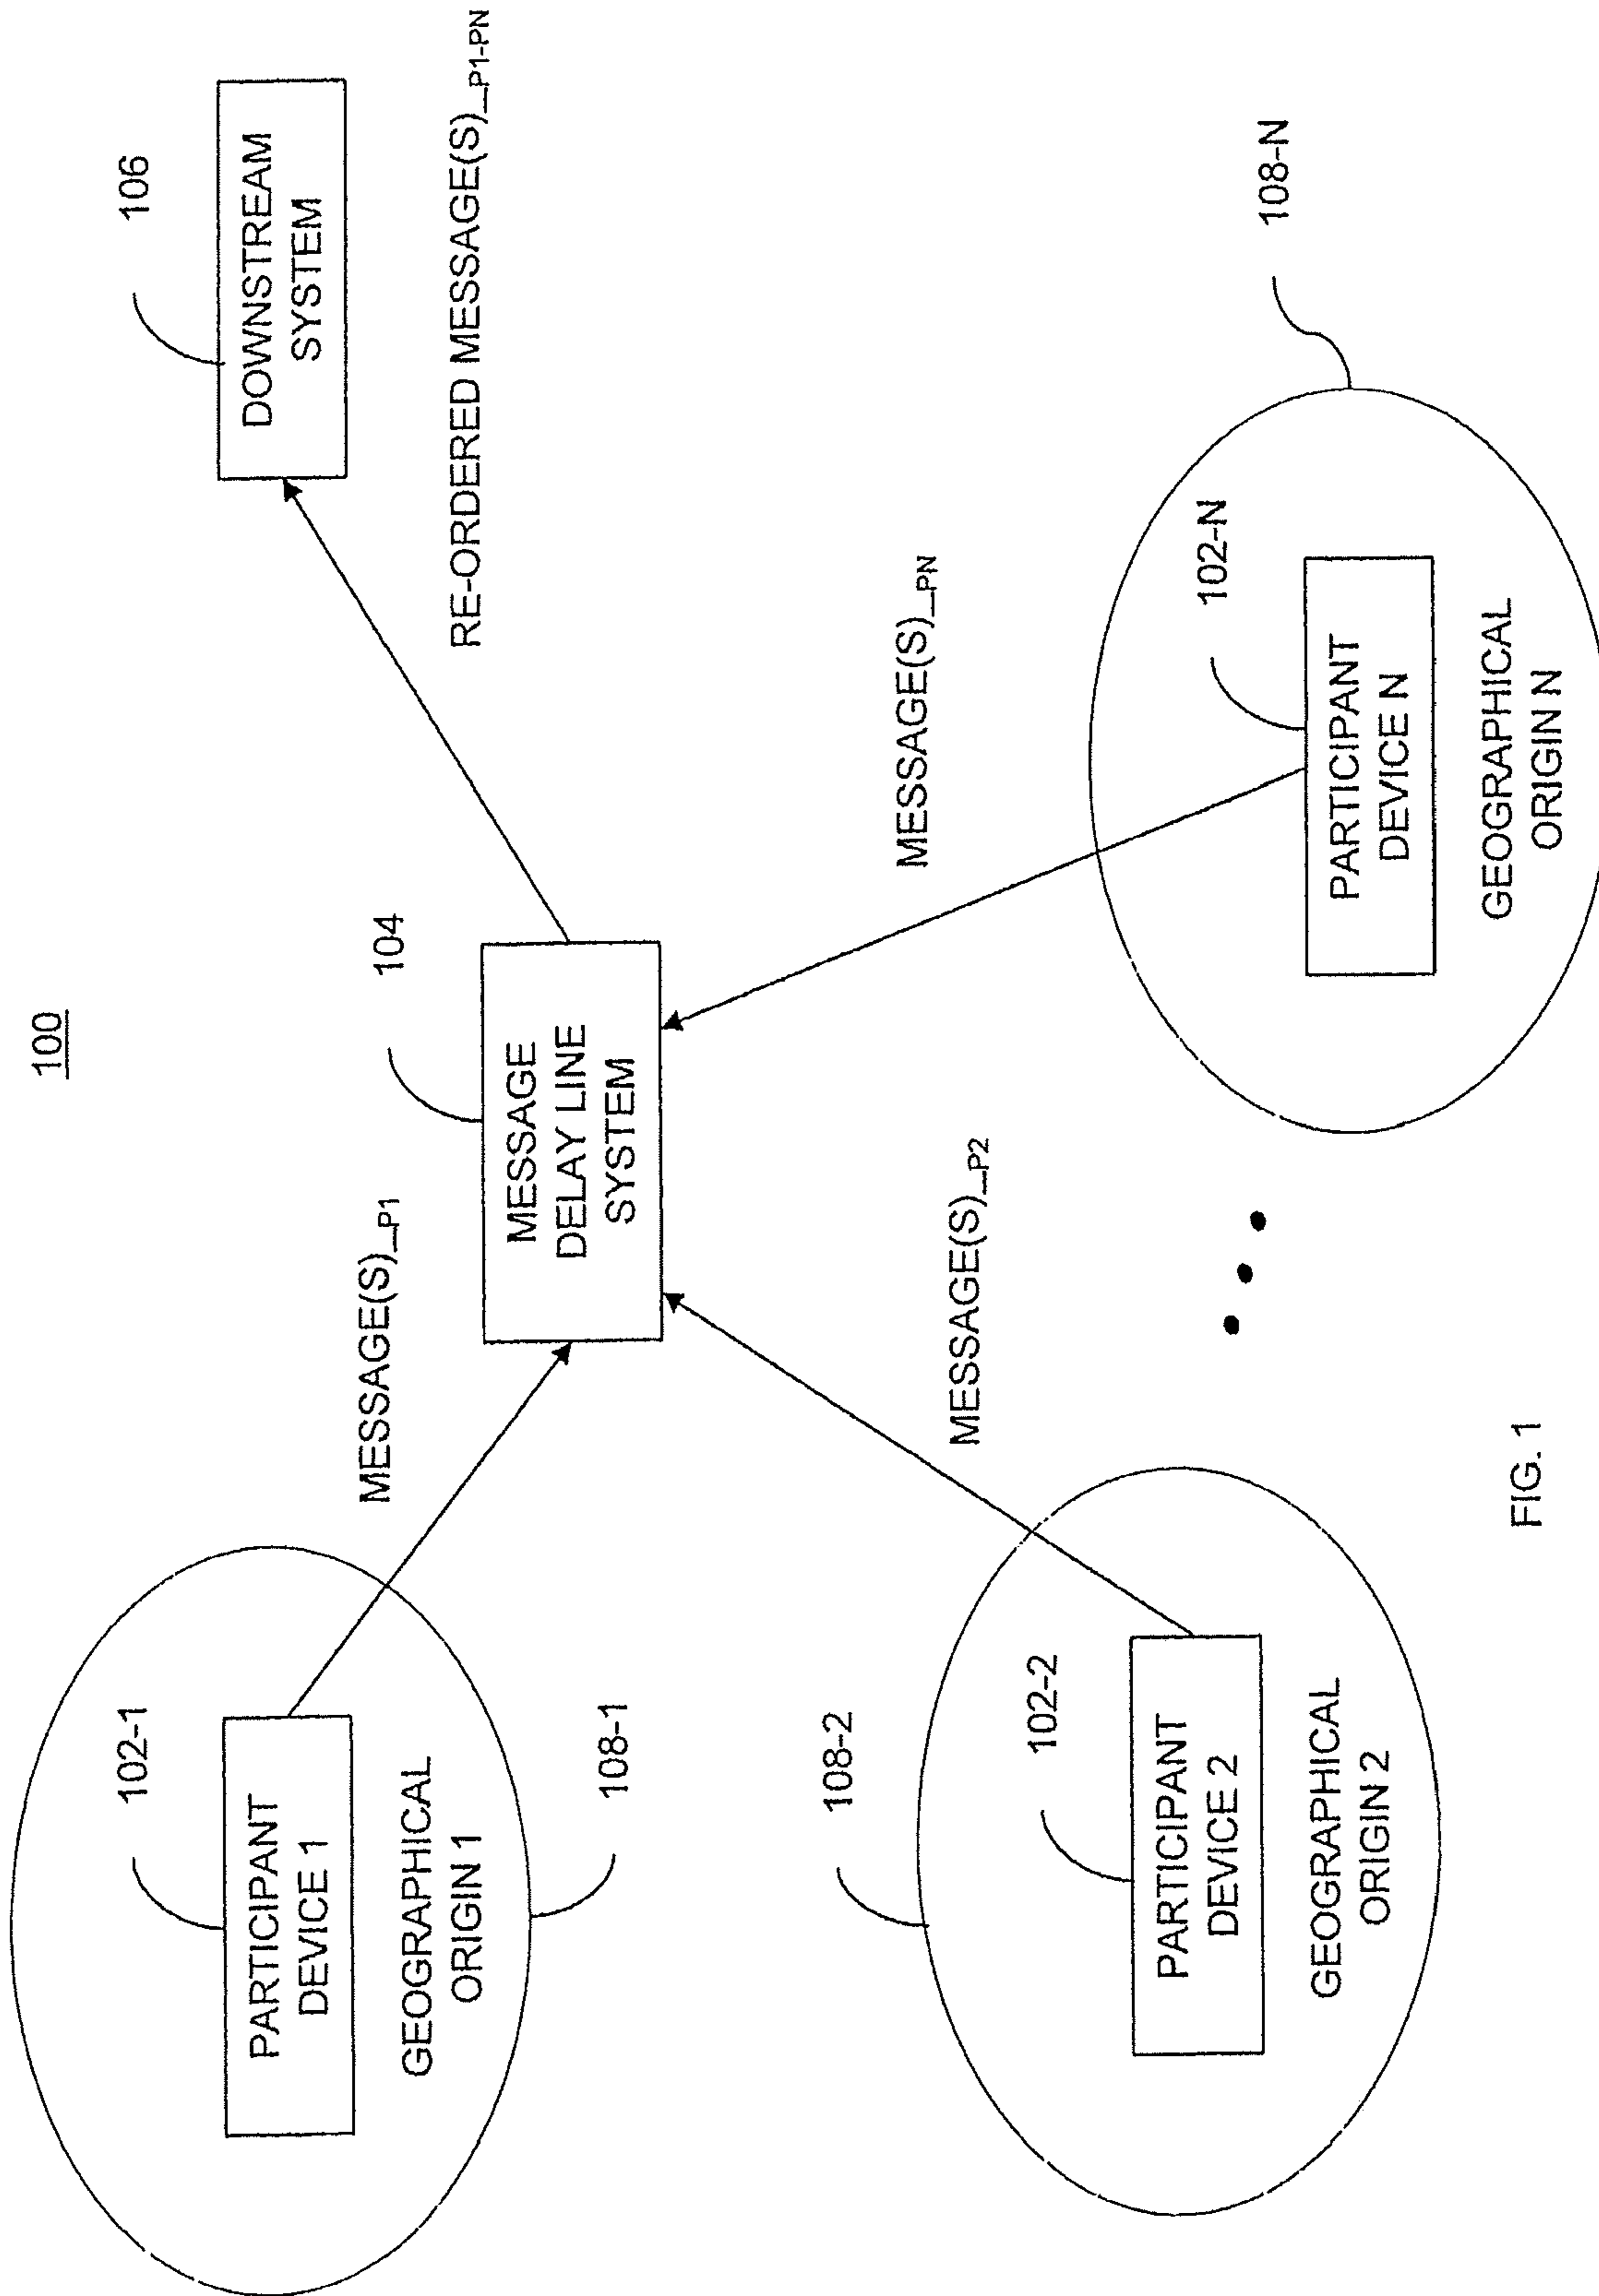 100
102-1
PARTICIPANT
DEVICE 1
GEOGRAPHICAL
ORIGIN 1
108-1
MESSAGE(S)_P1
104
MESSAGE
DELAY LINE
SYSTEM
106
DOWNSTREAM
SYSTEM
RE-ORDERED MESSAGE(S)_P1-PN
108-2
102-2
PARTICIPANT
DEVICE 2
GEOGRAPHICAL
ORIGIN 2
MESSAGE(S)_P2
MESSAGE(S)_PN
108-N
102-N
PARTICIPANT
DEVICE N
GEOGRAPHICAL
ORIGIN N
FIG. 1